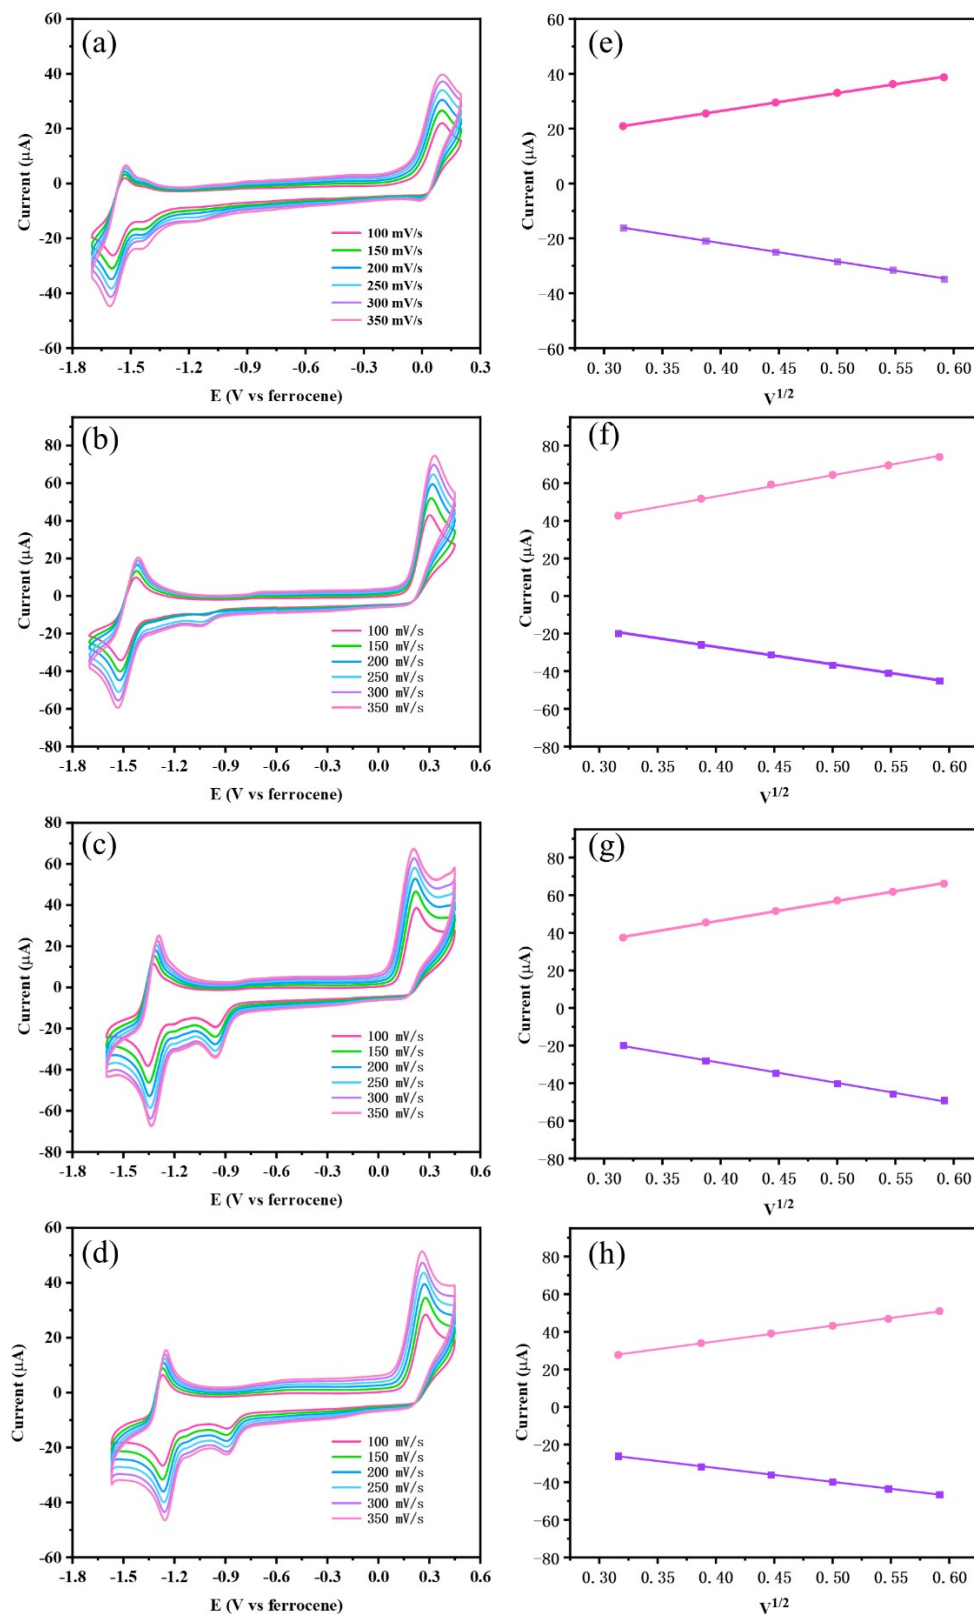 (a)
60
40
20
0
-20
-40
-60
Current (μA)
100 mV/s
150 mV/s
200 mV/s
250 mV/s
300 mV/s
350 mV/s
-1.8 -1.5 -1.2 -0.9 -0.6 -0.3 0.0 0.3
E (V vs ferrocene)
(e)
60
40
20
0
-20
-40
-60
Current (μA)
0.30 0.35 0.40 0.45 0.50 0.55 0.60
V1/2
(b)
80
60
40
20
0
-20
-40
-60
-80
Current (μA)
100 mV/s
150 mV/s
200 mV/s
250 mV/s
300 mV/s
350 mV/s
-1.8 -1.5 -1.2 -0.9 -0.6 -0.3 0.0 0.3 0.6
E (V vs ferrocene)
(f)
80
60
40
20
0
-20
-40
-60
-80
Current (μA)
0.30 0.35 0.40 0.45 0.50 0.55 0.60
V1/2
(c)
80
60
40
20
0
-20
-40
-60
-80
Current (μA)
100 mV/s
150 mV/s
200 mV/s
250 mV/s
300 mV/s
350 mV/s
-1.8 -1.5 -1.2 -0.9 -0.6 -0.3 0.0 0.3 0.6
E (V vs ferrocene)
(g)
80
60
40
20
0
-20
-40
-60
-80
Current (μA)
0.30 0.35 0.40 0.45 0.50 0.55 0.60
V1/2
(d)
60
40
20
0
-20
-40
-60
Current (μA)
100 mV/s
150 mV/s
200 mV/s
250 mV/s
300 mV/s
350 mV/s
-1.8 -1.5 -1.2 -0.9 -0.6 -0.3 0.0 0.3 0.6
E (V vs ferrocene)
(h)
80
60
40
20
0
-20
-40
-60
-80
Current (μA)
0.30 0.35 0.40 0.45 0.50 0.55 0.60
V1/2